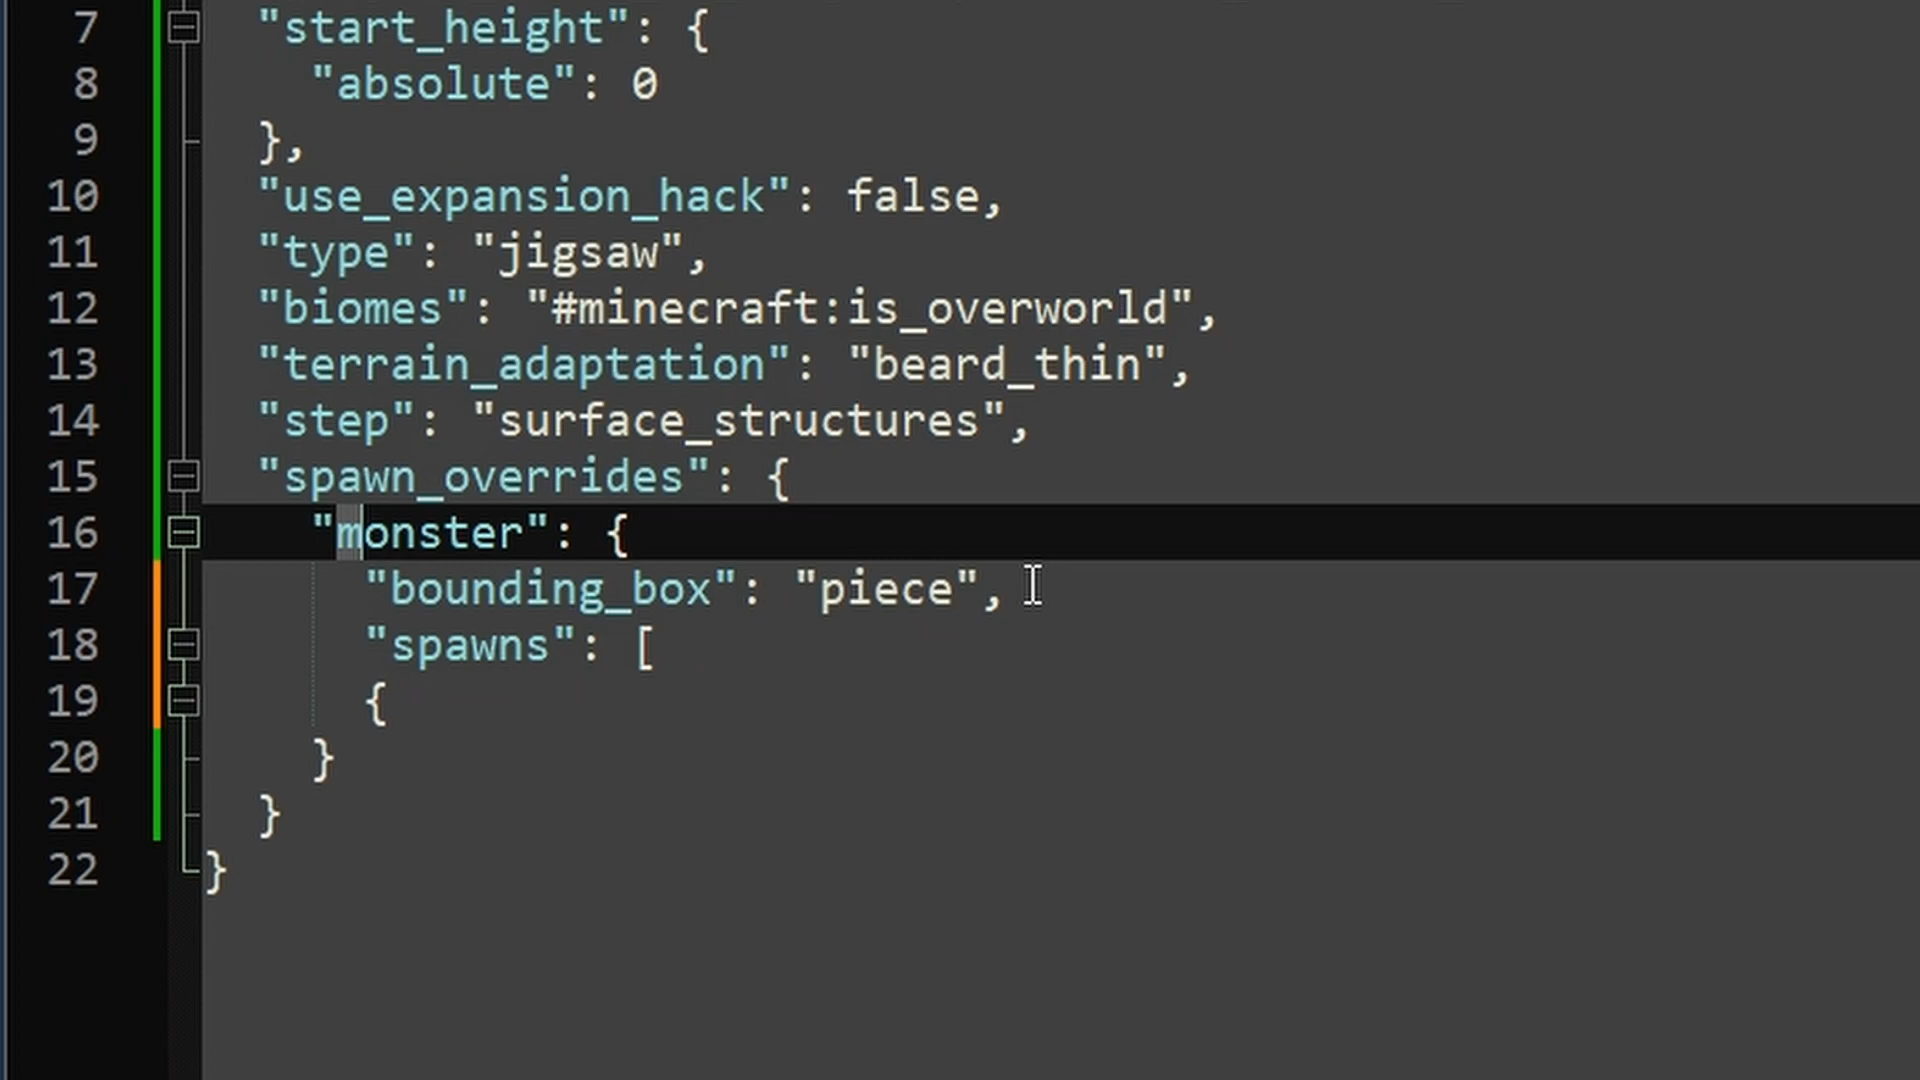 7 "start_height": {
8 "absolute": 0
9 },
10 "use_expansion_hack": false,
11 "type": "jigsaw",
12 "biomes": "#minecraft:is_overworld",
13 "terrain_adaptation": "beard_thin",
14 "step": "surface_structures",
15 "spawn_overrides": {
16 "monster": {
17 "bounding_box": "piece",
18 "spawns": [
19 {
20 }
21 }
22 }